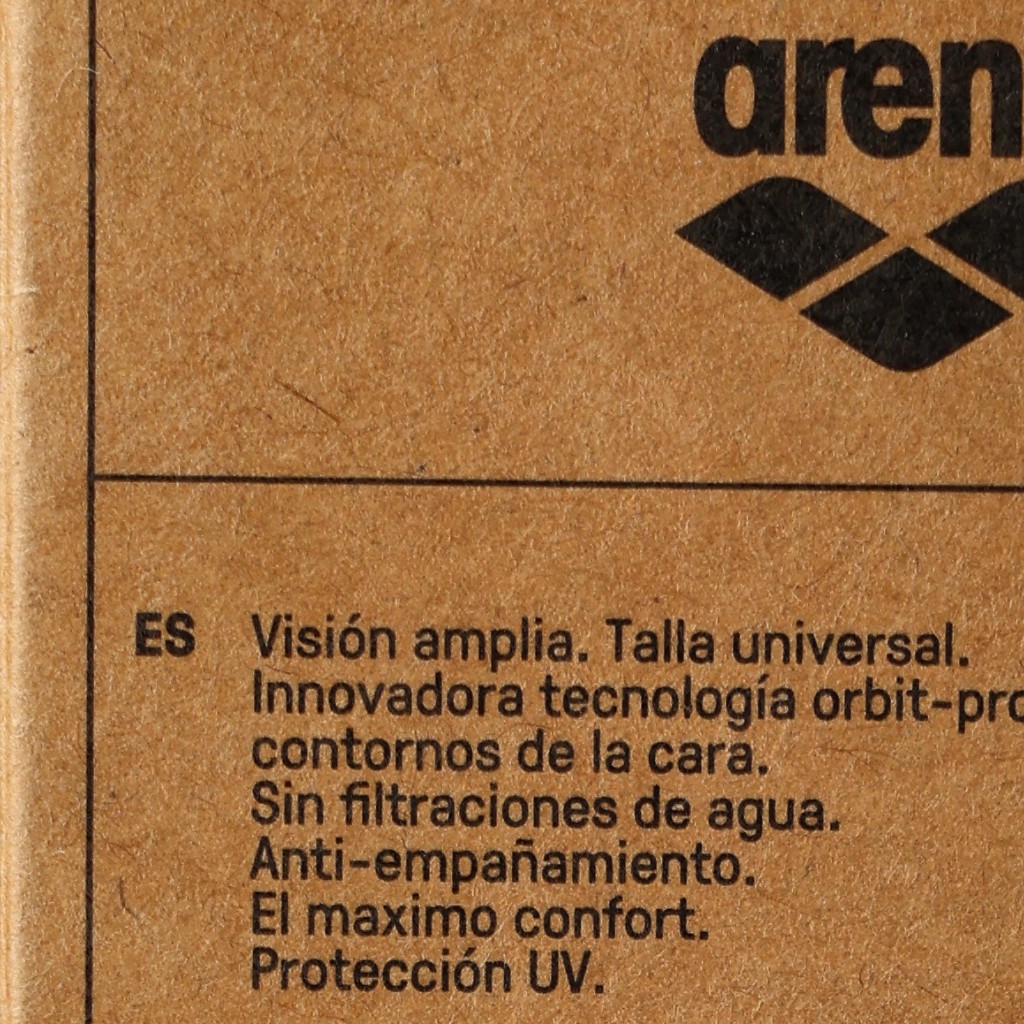 aren
ES Visión amplia. Talla universal.
Innovadora tecnología orbit-pro
contornos de la cara.
Sin filtraciones de agua.
Anti-empañamiento.
El maximo confort.
Protección UV.